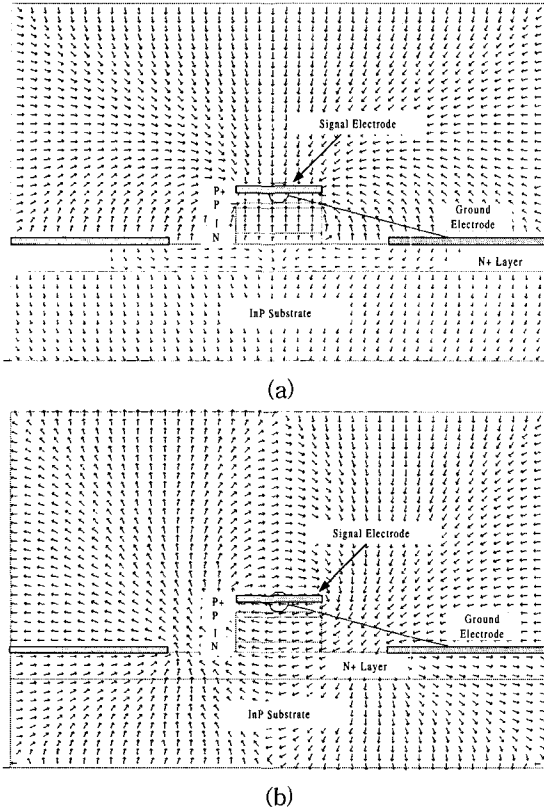 Signal Electrode
P+
P
I
N
Ground
Electrode
N+ Layer
InP Substrate
(a)
Signal Electrode
P+
P
I
N
Ground
Electrode
N+ Layer
InP Substrate
(b)